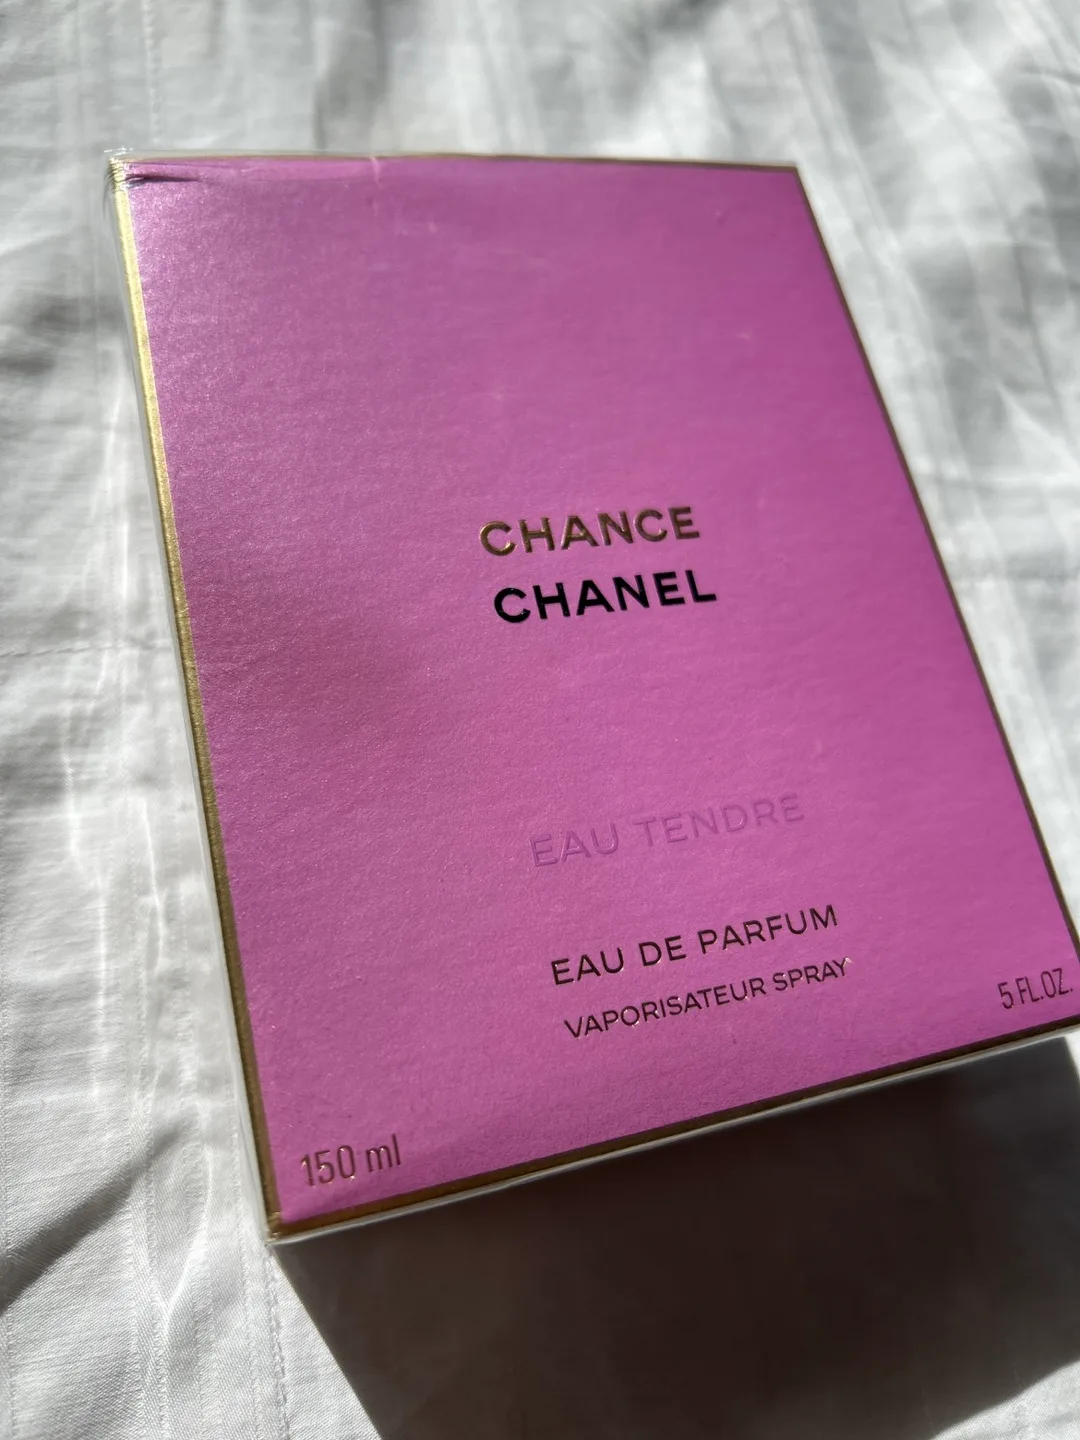 CHANCE
CHANEL
EAU TENDRE
EAU DE PARFUM
VAPORISATEUR SPRAY
5 FL.OZ.
150 ml